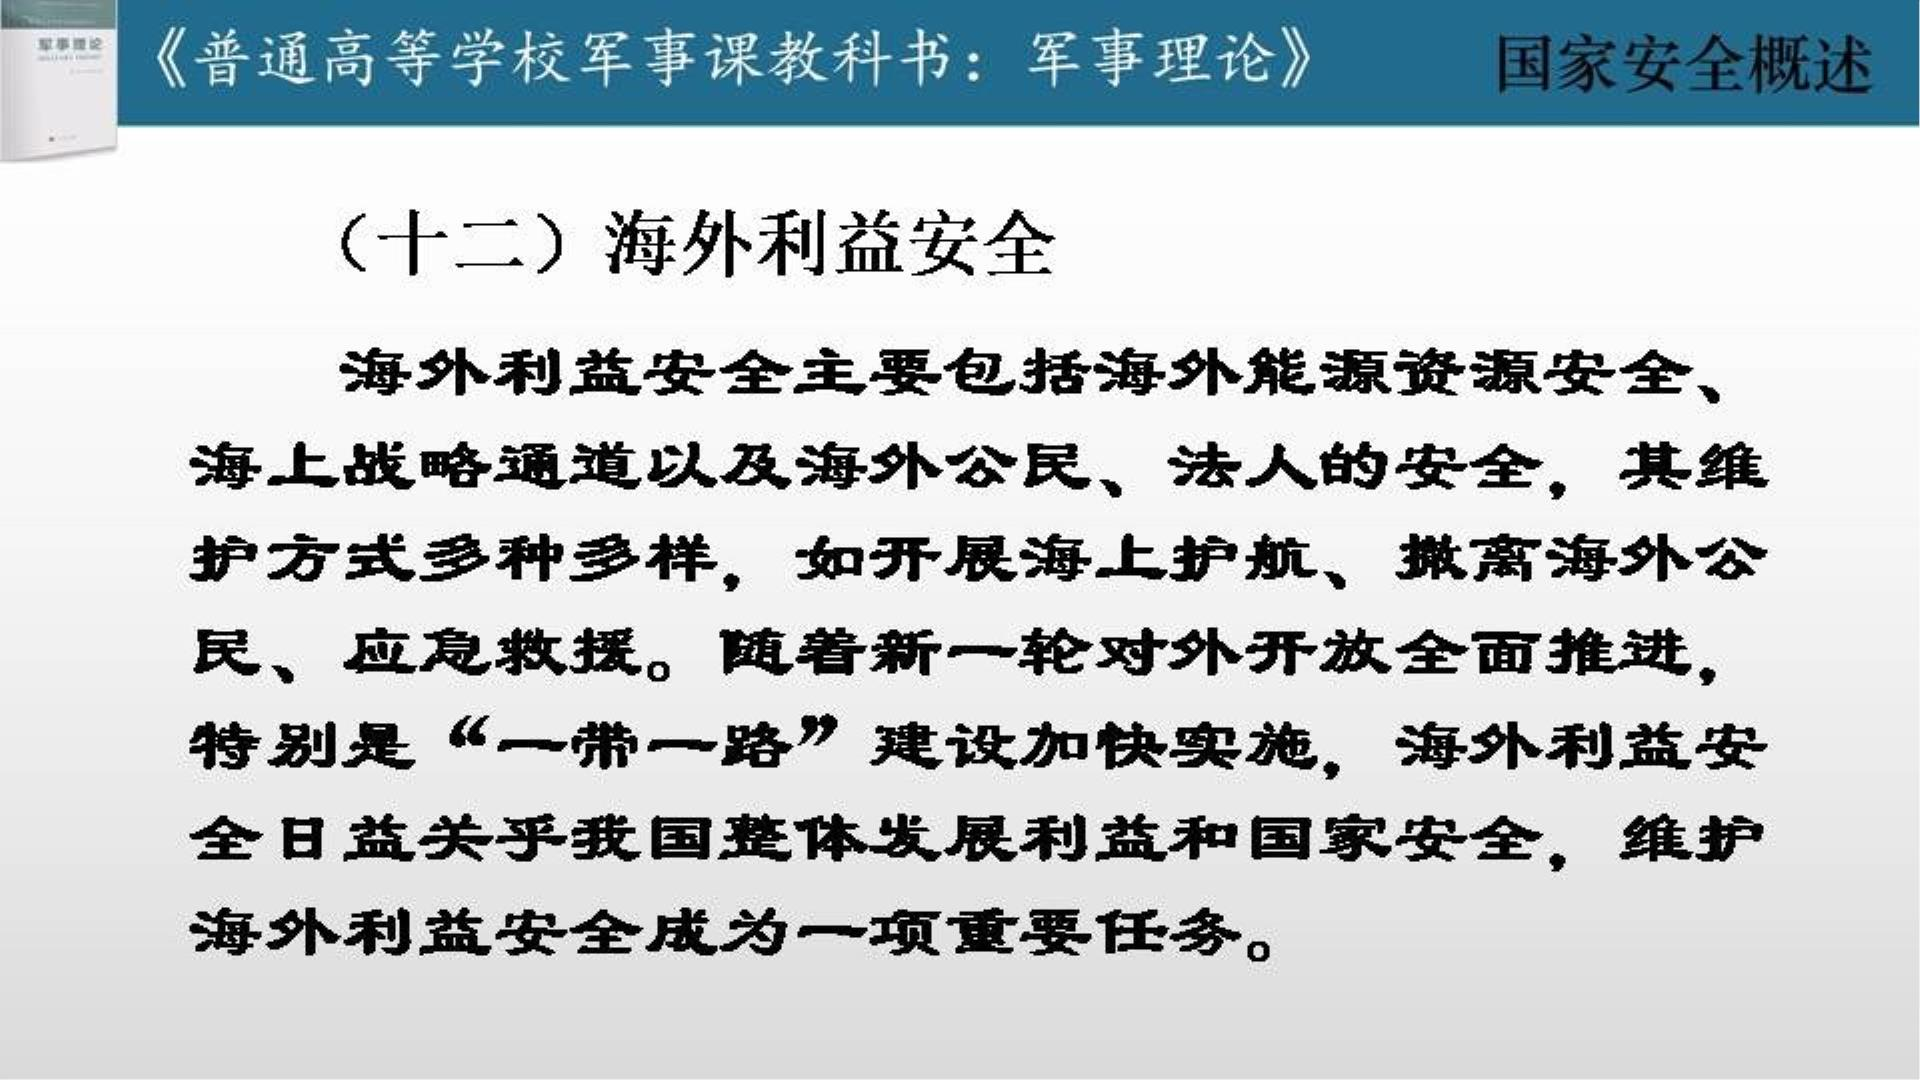 军事理论
《普通高等学校军事课教科书：军事理论》
国家安全概述
（十二）海外利益安全
海外利益安全主要包括海外能源资源安全、
海上战略通道以及海外公民、法人的安全，其维
护方式多种多样，如开展海上护航、撤离海外公
民、应急救援。随着新一轮对外开放全面推进，
特别是“一带一路”建设加快实施，海外利益安
全日益关乎我国整体发展利益和国家安全，维护
海外利益安全成为一项重要任务。